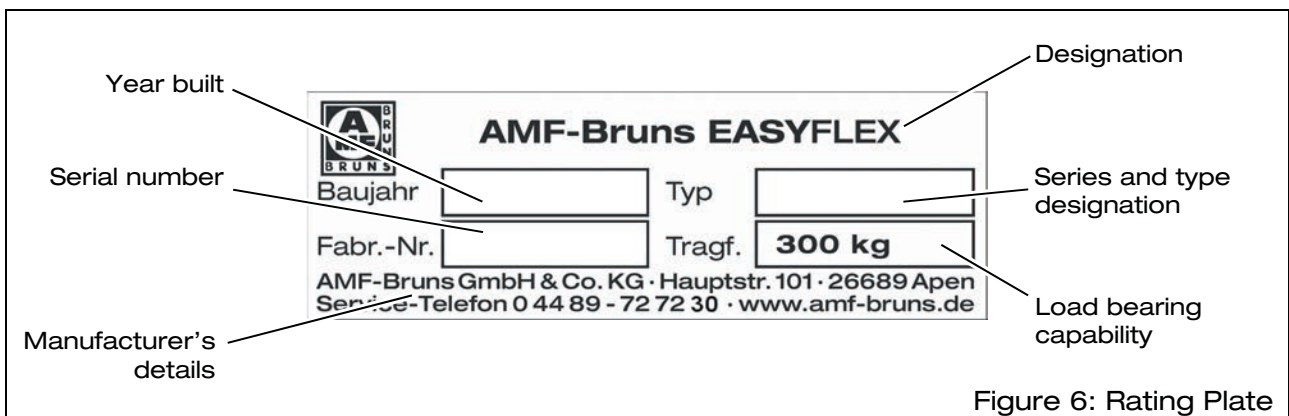 Designation
Year built
A
MF
BRUNS
BRUNS
AMF-Bruns EASYFLEX
Serial number
Baujahr
Typ
Series and type
designation
Fabr.-Nr.
Tragf.
300 kg
AMF-Bruns GmbH & Co. KG · Hauptstr. 101 · 26689 Apen
Service-Telefon 0 44 89 - 72 72 30 · www.amf-bruns.de
Manufacturer's
details
Load bearing
capability
Figure 6: Rating Plate